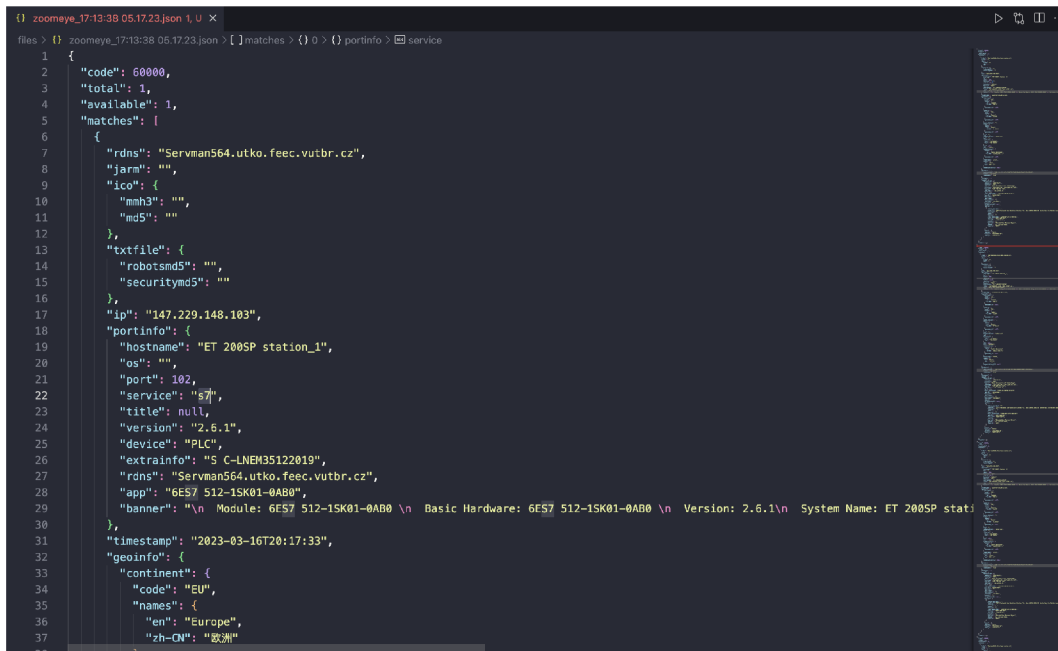 {} zoomeye_17:13:38 05.17.23.json 1, U ×
files > {} zoomeye_17:13:38 05.17.23.json > [ ] matches > {} 0 > {} portinfo > service
1 {
2 "code": 60000,
3 "total": 1,
4 "available": 1,
5 "matches": [
6 {
7 "rdns": "Servman564.utko.feec.vutbr.cz",
8 "jarm": "",
9 "ico": {
10 "mmh3": "",
11 "md5": ""
12 },
13 "txtfile": {
14 "robotsmd5": "",
15 "securitymd5": ""
16 },
17 "ip": "147.229.148.103",
18 "portinfo": {
19 "hostname": "ET 200SP station_1",
20 "os": "",
21 "port": 102,
22 "service": "s7",
23 "title": null,
24 "version": "2.6.1",
25 "device": "PLC",
26 "extrainfo": "S C-LNEM35122019",
27 "rdns": "Servman564.utko.feec.vutbr.cz",
28 "app": "6ES7 512-1SK01-0AB0",
29 "banner": "\n Module: 6ES7 512-1SK01-0AB0 \n Basic Hardware: 6ES7 512-1SK01-0AB0 \n Version: 2.6.1\n System Name: ET 200SP stati
30 },
31 "timestamp": "2023-03-16T20:17:33",
32 "geoinfo": {
33 "continent": {
34 "code": "EU",
35 "names": {
36 "en": "Europe",
37 "zh-CN": "欧洲"